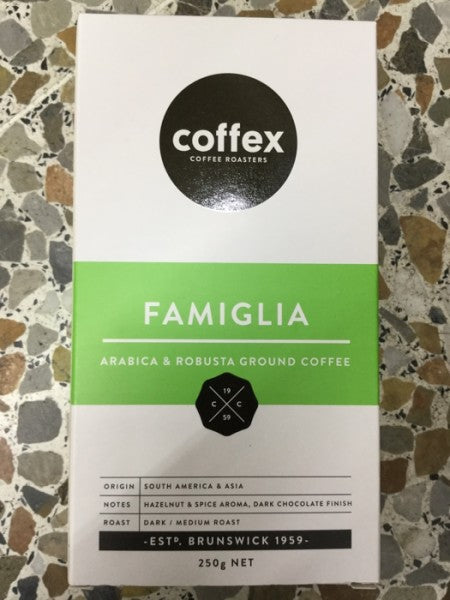 coffex
COFFEE ROASTERS
FAMIGLIA
ARABICA & ROBUSTA GROUND COFFEE
19
C C
59
ORIGIN SOUTH AMERICA & ASIA
NOTES HAZELNUT & SPICE AROMA, DARK CHOCOLATE FINISH
ROAST DARK / MEDIUM ROAST
-ESTD. BRUNSWICK 1959-
250g NET